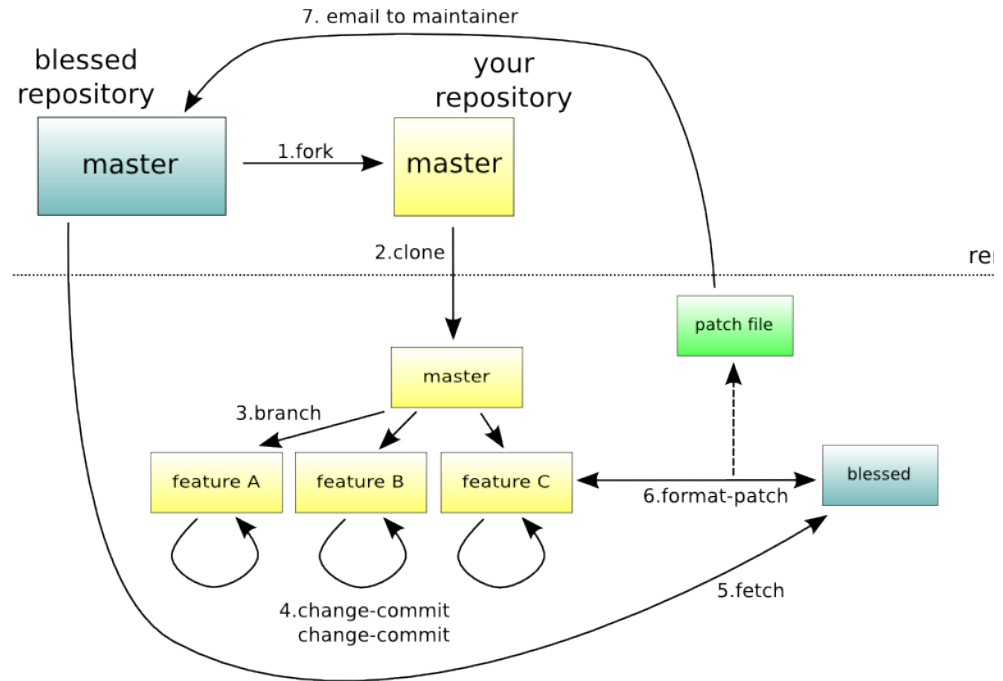 7. email to maintainer
blessed
repository
your
repository
master
1.fork
master
2.clone
patch file
master
3.branch
feature A
feature B
feature C
6.format-patch
blessed
5.fetch
4.change-commit
change-commit